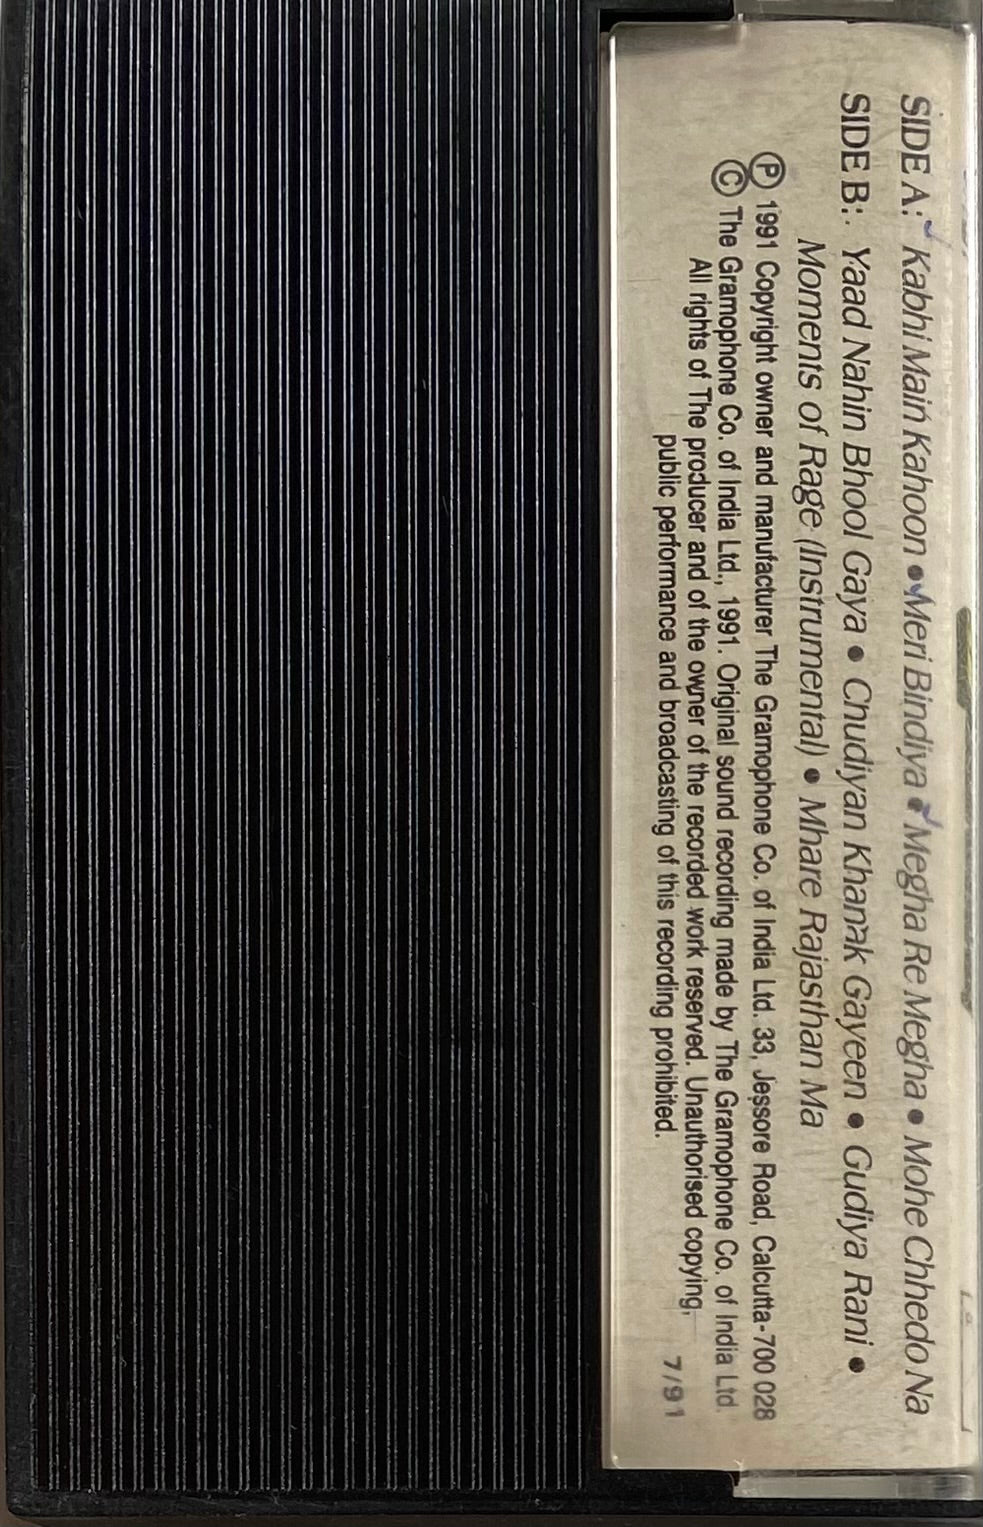 SIDE A: Kabhi Main Kahoon • Meri Bindiya • Megha Re Megha • Mohe Chhedo Na
SIDE B: Yaad Nahin Bhool Gaya • Chudiyan Khanak Gayeen • Gudiya Rani •
Moments of Rage (Instrumental) • Mhare Rajasthan Ma
Ⓟ 1991 Copyright owner and manufacturer The Gramophone Co. of India Ltd. 33, Jessore Road, Calcutta-700 028
© The Gramophone Co. of India Ltd., 1991. Original sound recording made by The Gramophone Co. of India Ltd.
All rights of The producer and of the owner of the recorded work reserved. Unauthorised copying,
public performance and broadcasting of this recording prohibited.
7/91